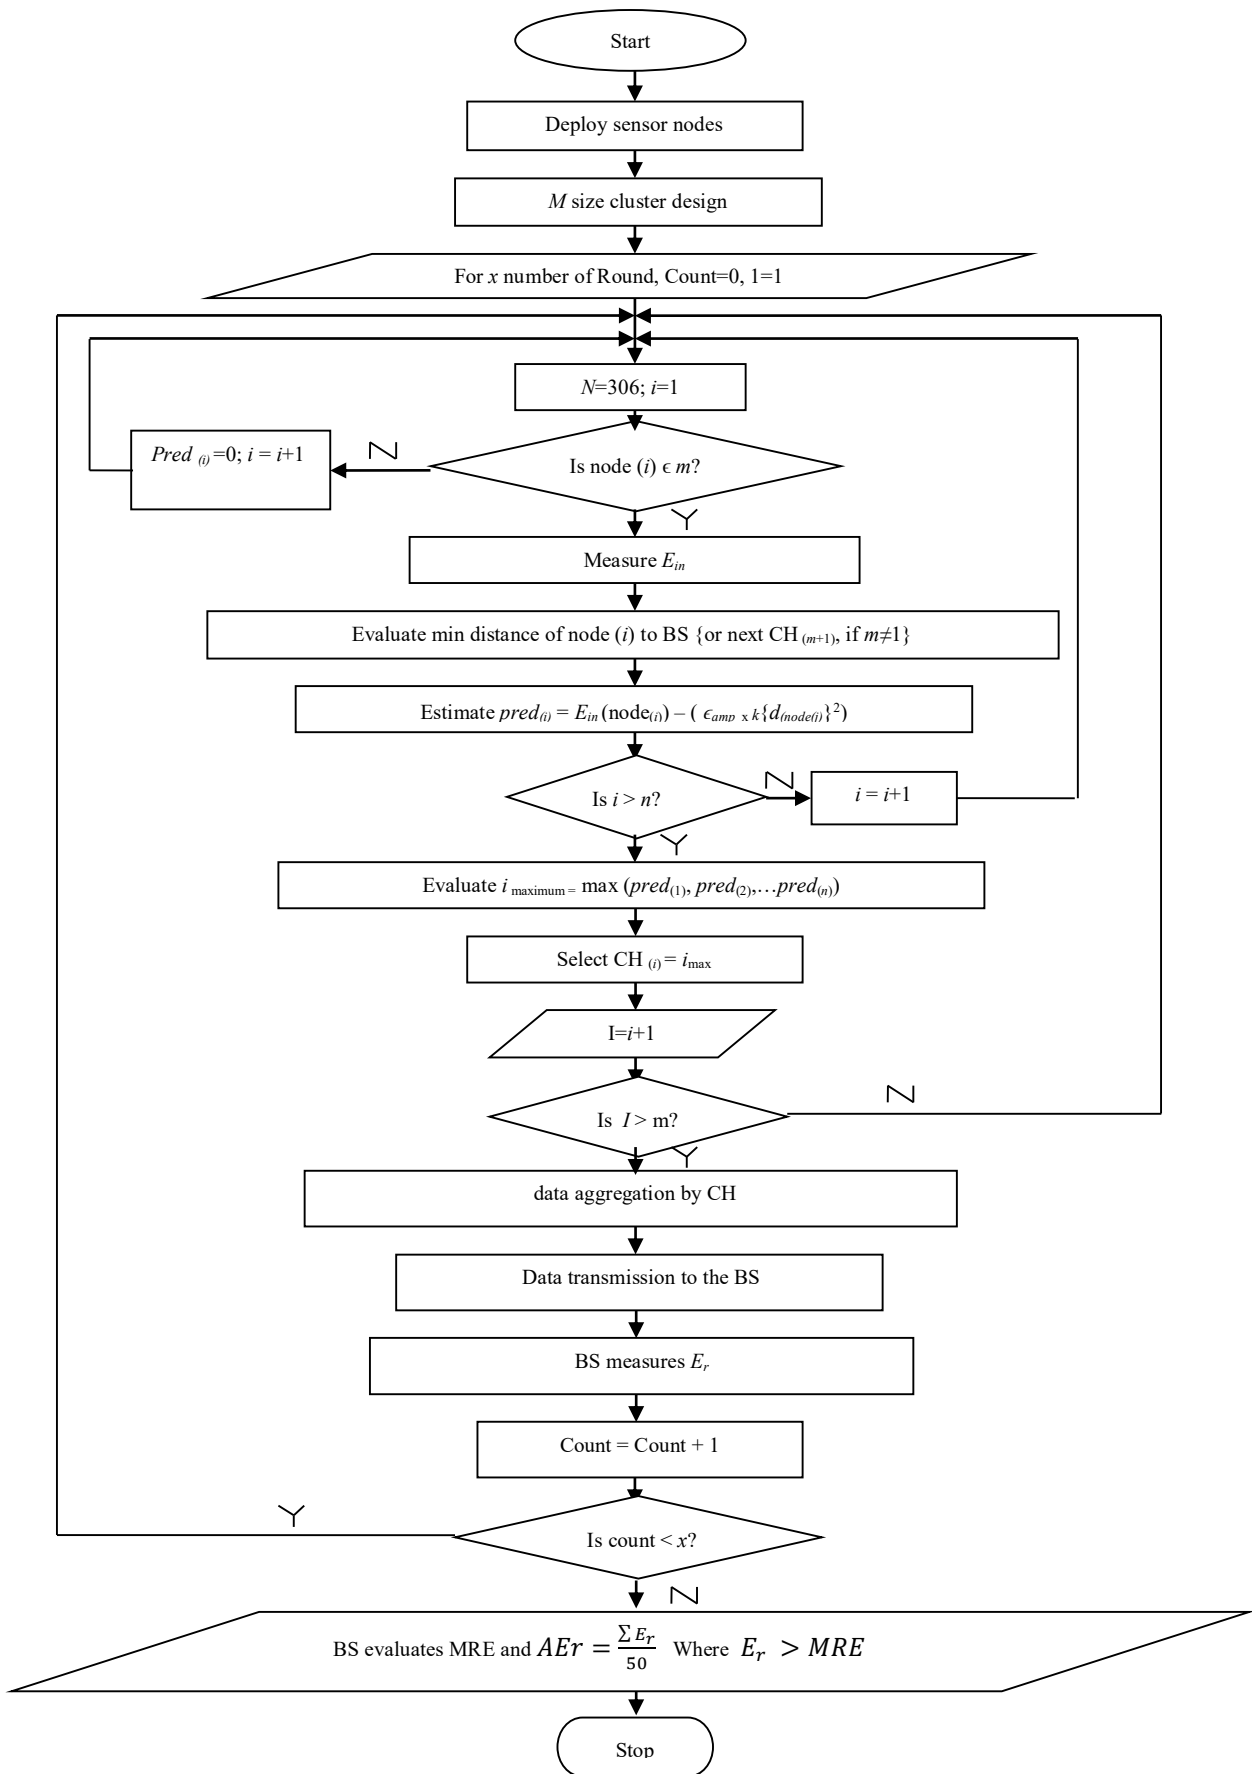 Start
Deploy sensor nodes
M size cluster design
For x number of Round, Count=0, 1=1
N=306; i=1
Pred (i) =0; i = i+1
N
Is node (i) ϵ m?
Y
Measure Ein
Evaluate min distance of node (i) to BS {or next CH (m+1), if m≠1}
Estimate pred(i) = Ein (node(i)) – ( ϵamp x k{d(node(i)}²)
Is i > n?
N
i = i+1
Y
Evaluate i maximum = max (pred(1), pred(2),…pred(n))
Select CH (i) = imax
I=i+1
Is I > m?
N
Y
data aggregation by CH
Data transmission to the BS
BS measures Er
Count = Count + 1
Y
Is count < x?
N
BS evaluates MRE and AEr = ∑ Er / 50 Where Er > MRE
Stop